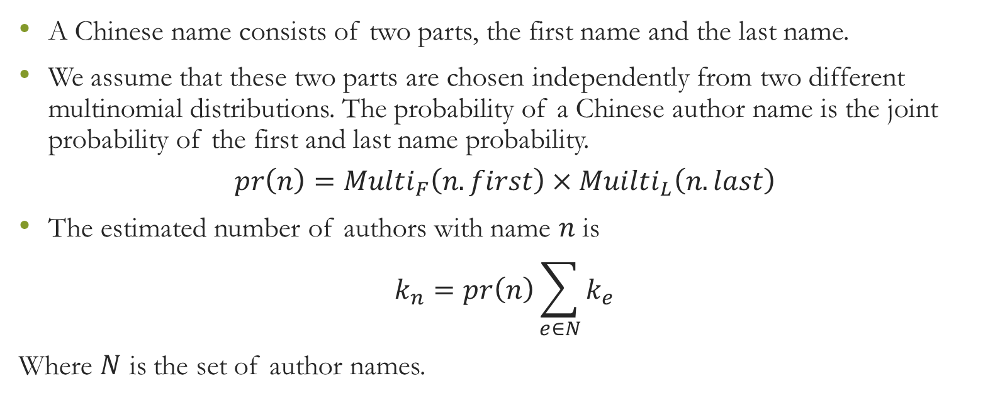 • A Chinese name consists of two parts, the first name and the last name.
• We assume that these two parts are chosen independently from two different
multinomial distributions. The probability of a Chinese author name is the joint
probability of the first and last name probability.
pr(n) = Multi_F(n.first) × Muilti_L(n.last)
• The estimated number of authors with name n is
k_n = pr(n) ∑_{e∈N} k_e
Where N is the set of author names.